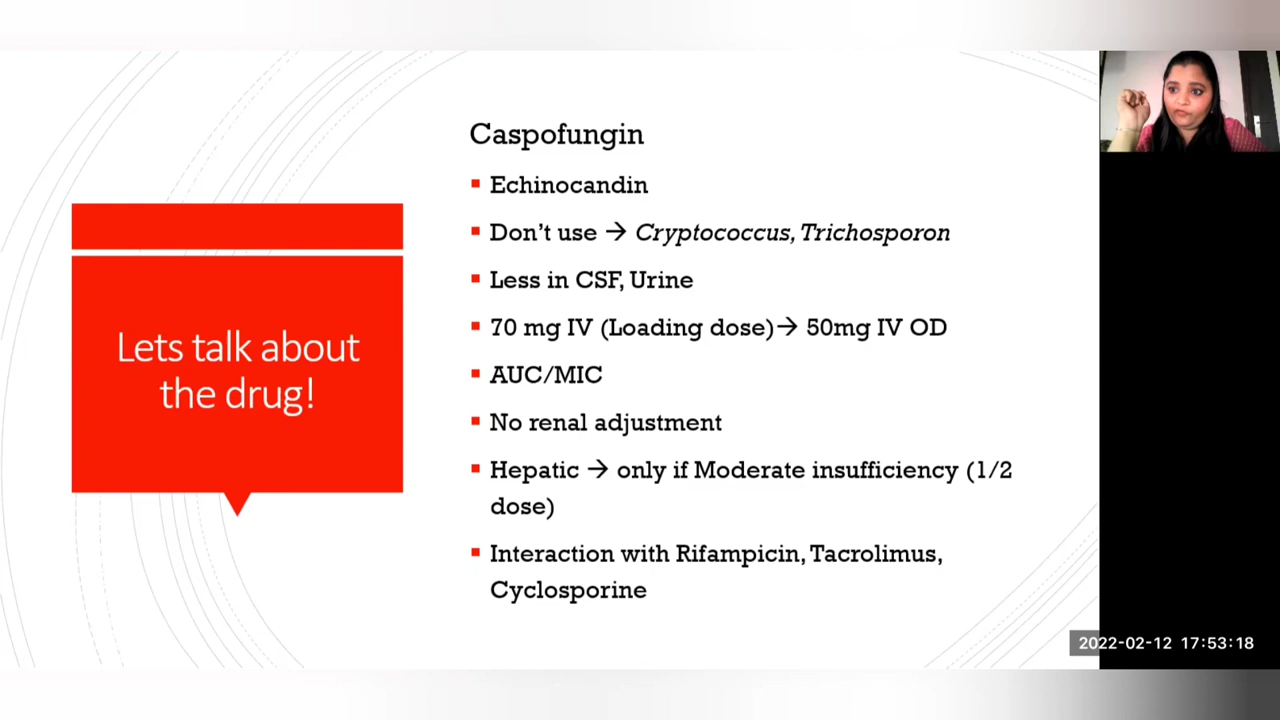 Lets talk about
the drug!
Caspofungin
▪ Echinocandin
▪ Don’t use → Cryptococcus, Trichosporon
▪ Less in CSF, Urine
▪ 70 mg IV (Loading dose)→ 50mg IV OD
▪ AUC/MIC
▪ No renal adjustment
▪ Hepatic → only if Moderate insufficiency (1/2
dose)
▪ Interaction with Rifampicin, Tacrolimus,
Cyclosporine
2022-02-12 17:53:18